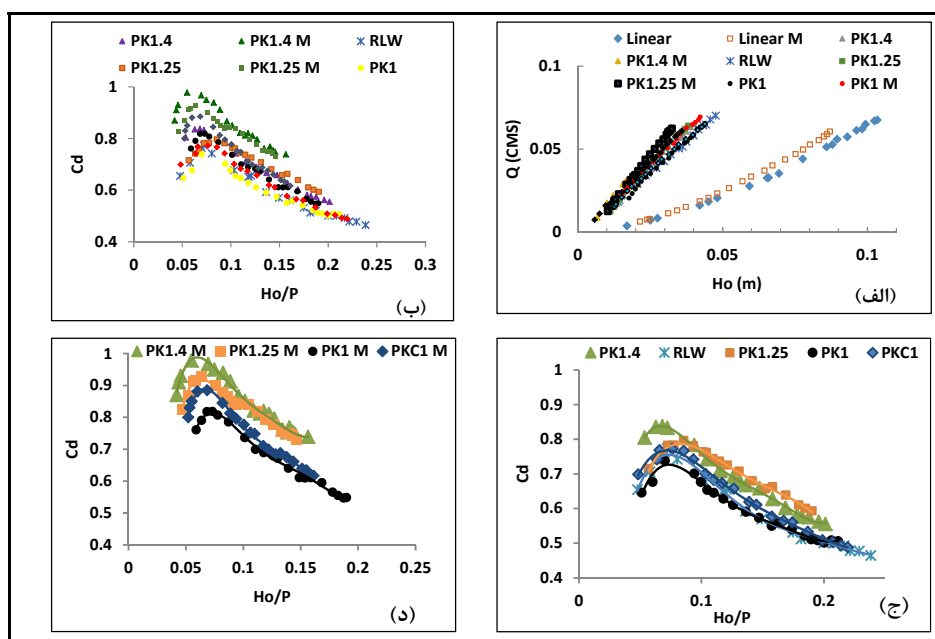 PK1.4 PK1.4 M RLW
PK1.25 PK1.25 M PK1
Cd
1
0.8
0.6
0.4
0 0.05 0.1 0.15 0.2 0.25 0.3
Ho/P
(ب)
Linear Linear M PK1.4
PK1.4 M RLW PK1.25
PK1.25 M PK1 PK1 M
Q (CMS)
0.1
0.05
0
0 0.05 0.1
Ho (m)
(الف)
PK1.4 M PK1.25 M PK1 M PKC1 M
Cd
1
0.9
0.8
0.7
0.6
0.5
0.4
0.00 0.05 0.10 0.15 0.20 0.25
Ho/P
(د)
PK1.4 RLW PK1.25 PK1 PKC1
Cd
1
0.9
0.8
0.7
0.6
0.5
0.4
0 0.1 0.2
Ho/P
(ج)